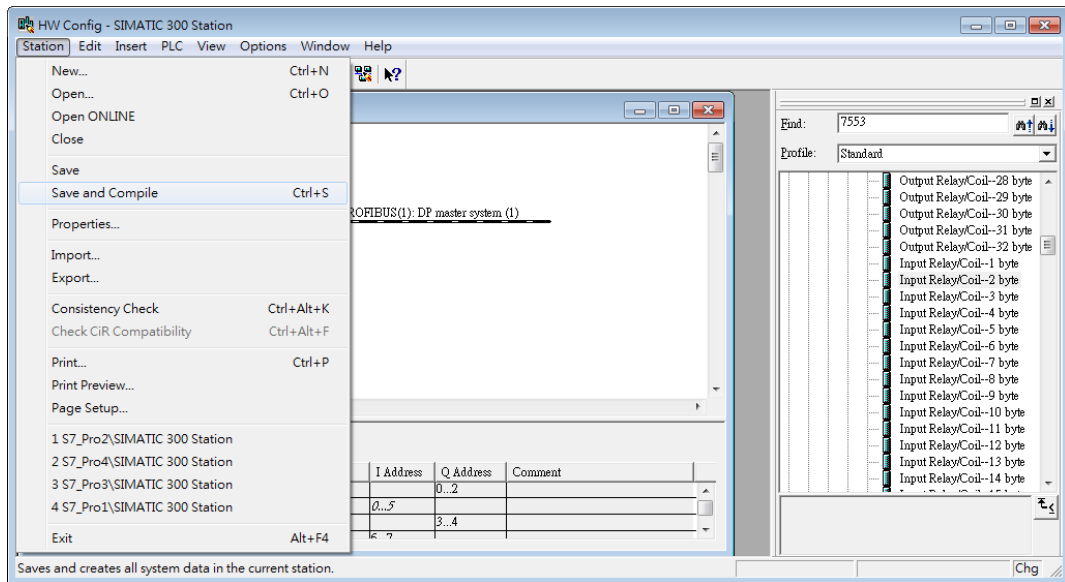 HW Config - SIMATIC 300 Station
Station Edit Insert PLC View Options Window Help
New... Ctrl+N
Open... Ctrl+O
Open ONLINE
Close
Save
Save and Compile Ctrl+S
Properties...
Import...
Export...
Consistency Check Ctrl+Alt+K
Check CiR Compatibility Ctrl+Alt+F
Print... Ctrl+P
Print Preview...
Page Setup...
1 S7_Pro2\SIMATIC 300 Station
2 S7_Pro4\SIMATIC 300 Station
3 S7_Pro3\SIMATIC 300 Station
4 S7_Pro1\SIMATIC 300 Station
Exit Alt+F4
ROFIBUS(1): DP master system (1)
I Address Q Address Comment
0...2
0...5
3...4
6...7
Find: 7553
Profile: Standard
Output Relay/Coil--28 byte
Output Relay/Coil--29 byte
Output Relay/Coil--30 byte
Output Relay/Coil--31 byte
Output Relay/Coil--32 byte
Input Relay/Coil--1 byte
Input Relay/Coil--2 byte
Input Relay/Coil--3 byte
Input Relay/Coil--4 byte
Input Relay/Coil--5 byte
Input Relay/Coil--6 byte
Input Relay/Coil--7 byte
Input Relay/Coil--8 byte
Input Relay/Coil--9 byte
Input Relay/Coil--10 byte
Input Relay/Coil--11 byte
Input Relay/Coil--12 byte
Input Relay/Coil--13 byte
Input Relay/Coil--14 byte
Saves and creates all system data in the current station.
Chg